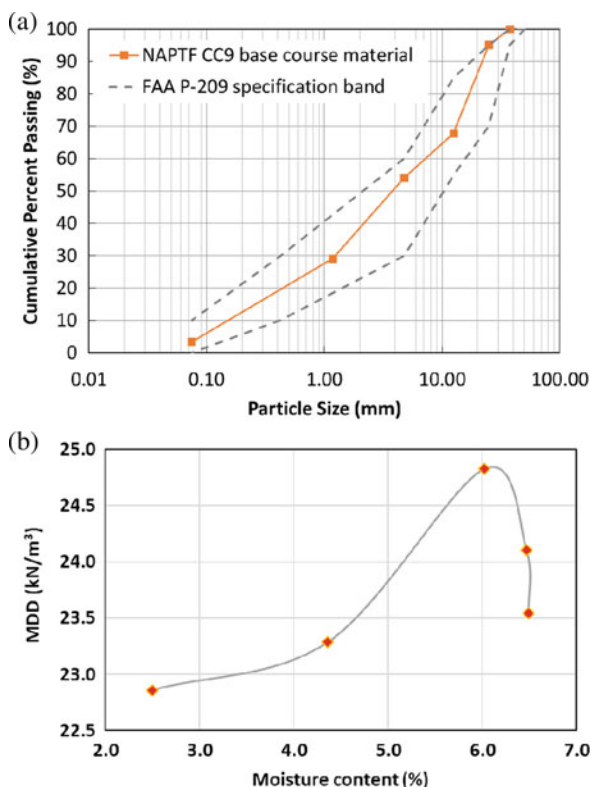 (a)
100
90
80
70
60
50
40
30
20
10
0
NAPTF CC9 base course material
FAA P-209 specification band
Cumulative Percent Passing (%)
0.01 0.10 1.00 10.00 100.00
Particle Size (mm)
(b)
25.0
24.5
24.0
23.5
23.0
22.5
MDD (kN/m³)
2.0 3.0 4.0 5.0 6.0 7.0
Moisture content (%)